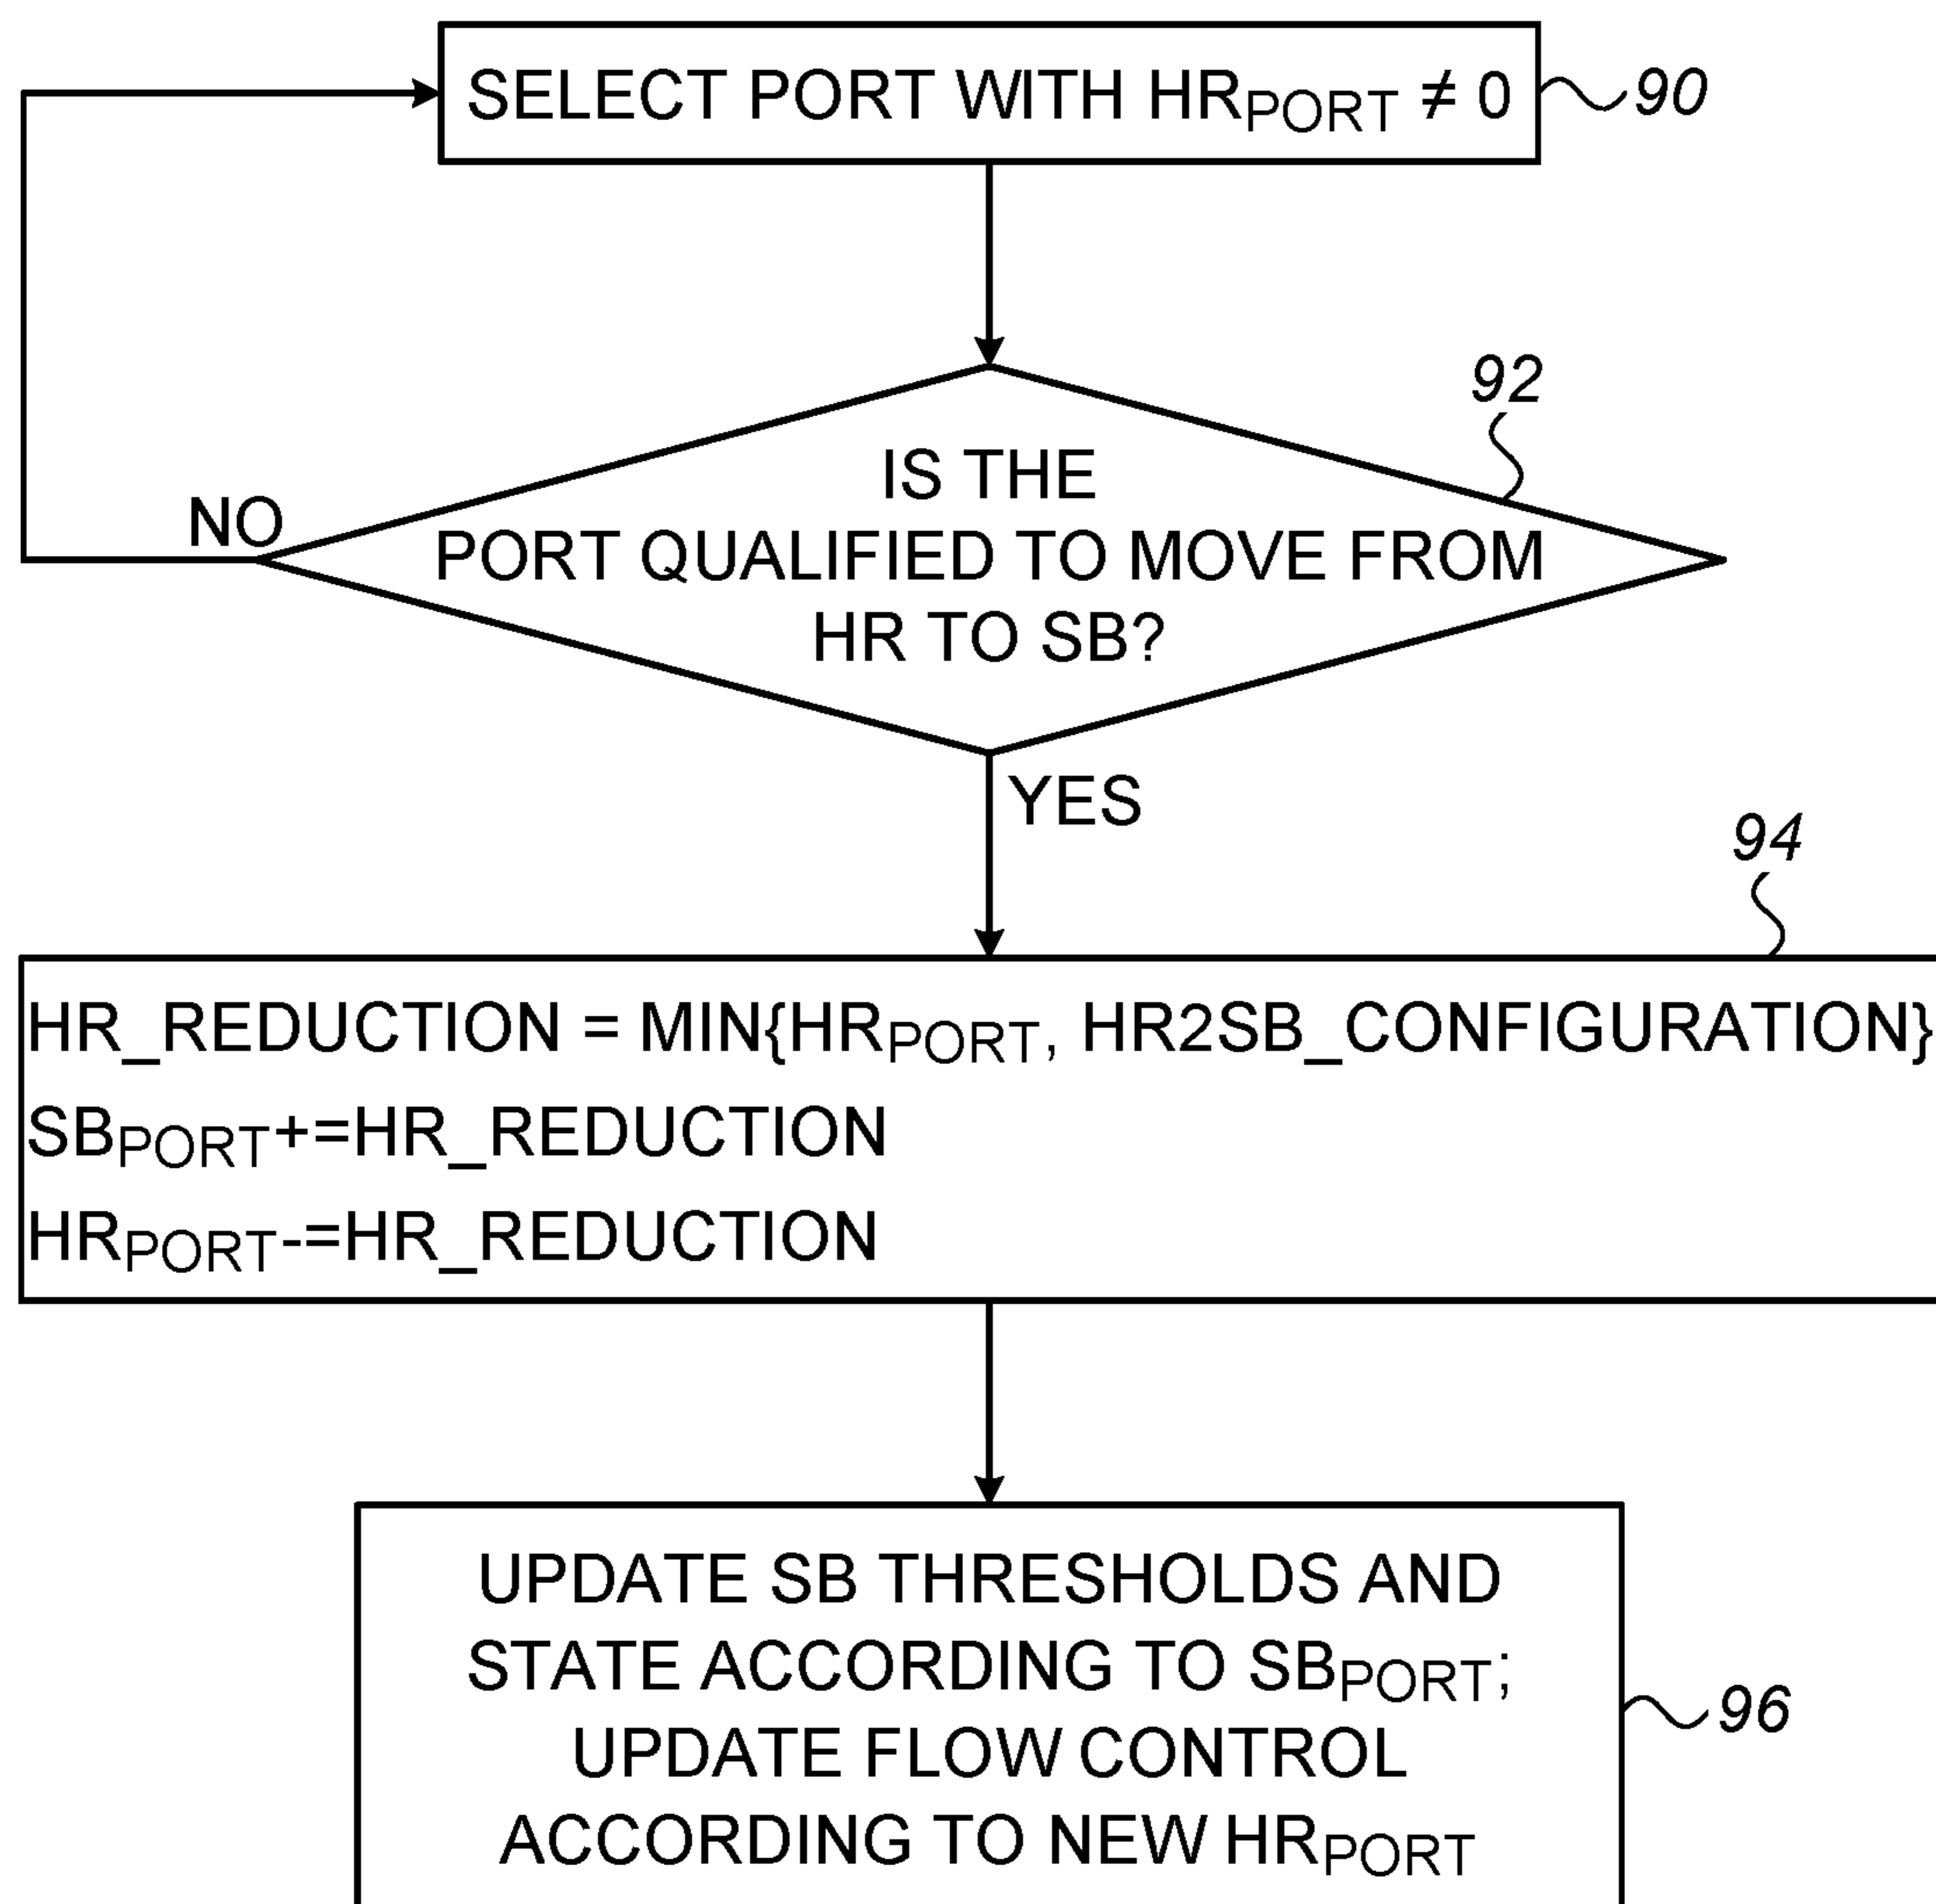 SELECT PORT WITH HRPORT ≠ 0
90
92
IS THE
PORT QUALIFIED TO MOVE FROM
HR TO SB?
NO
YES
94
HR_REDUCTION = MIN{HRPORT, HR2SB_CONFIGURATION}
SBPORT+=HR_REDUCTION
HRPORT-=HR_REDUCTION
UPDATE SB THRESHOLDS AND
STATE ACCORDING TO SBPORT;
UPDATE FLOW CONTROL
ACCORDING TO NEW HRPORT
96